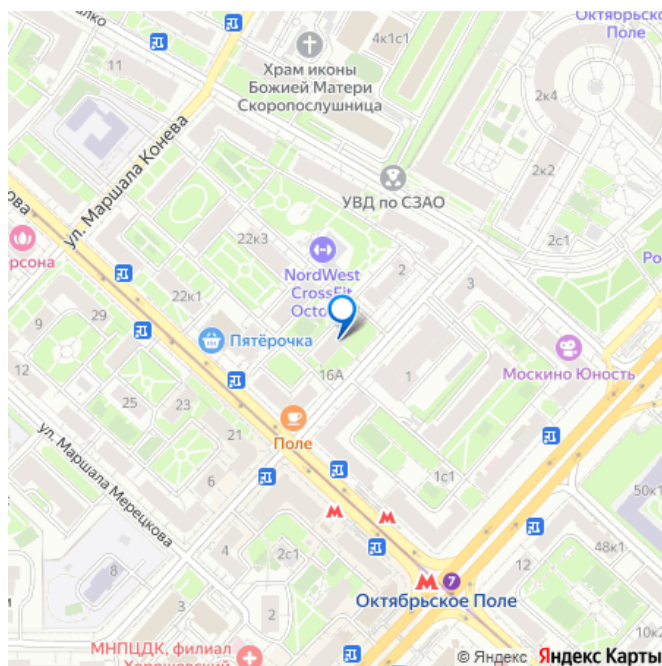 Октябрьское
Поле
4к1с1
Храм иконы
Божией Матери
Скоропослушница
11
2к4
ул. Маршала Конева
2к2
УВД по СЗАО
22к3
2
2с1
NordWest
CrossFit
3
22к1
9
29
Пятёрочка
Москино Юность
16А
1
12
25
23
Поле
21
ул. Маршала Мерецкова
6
1с1
50к1
4
2с1
48к1
8
12
7
Октябрьское Поле
2
МНПЦДК, филиал
© Яндекс Яндекс Карты